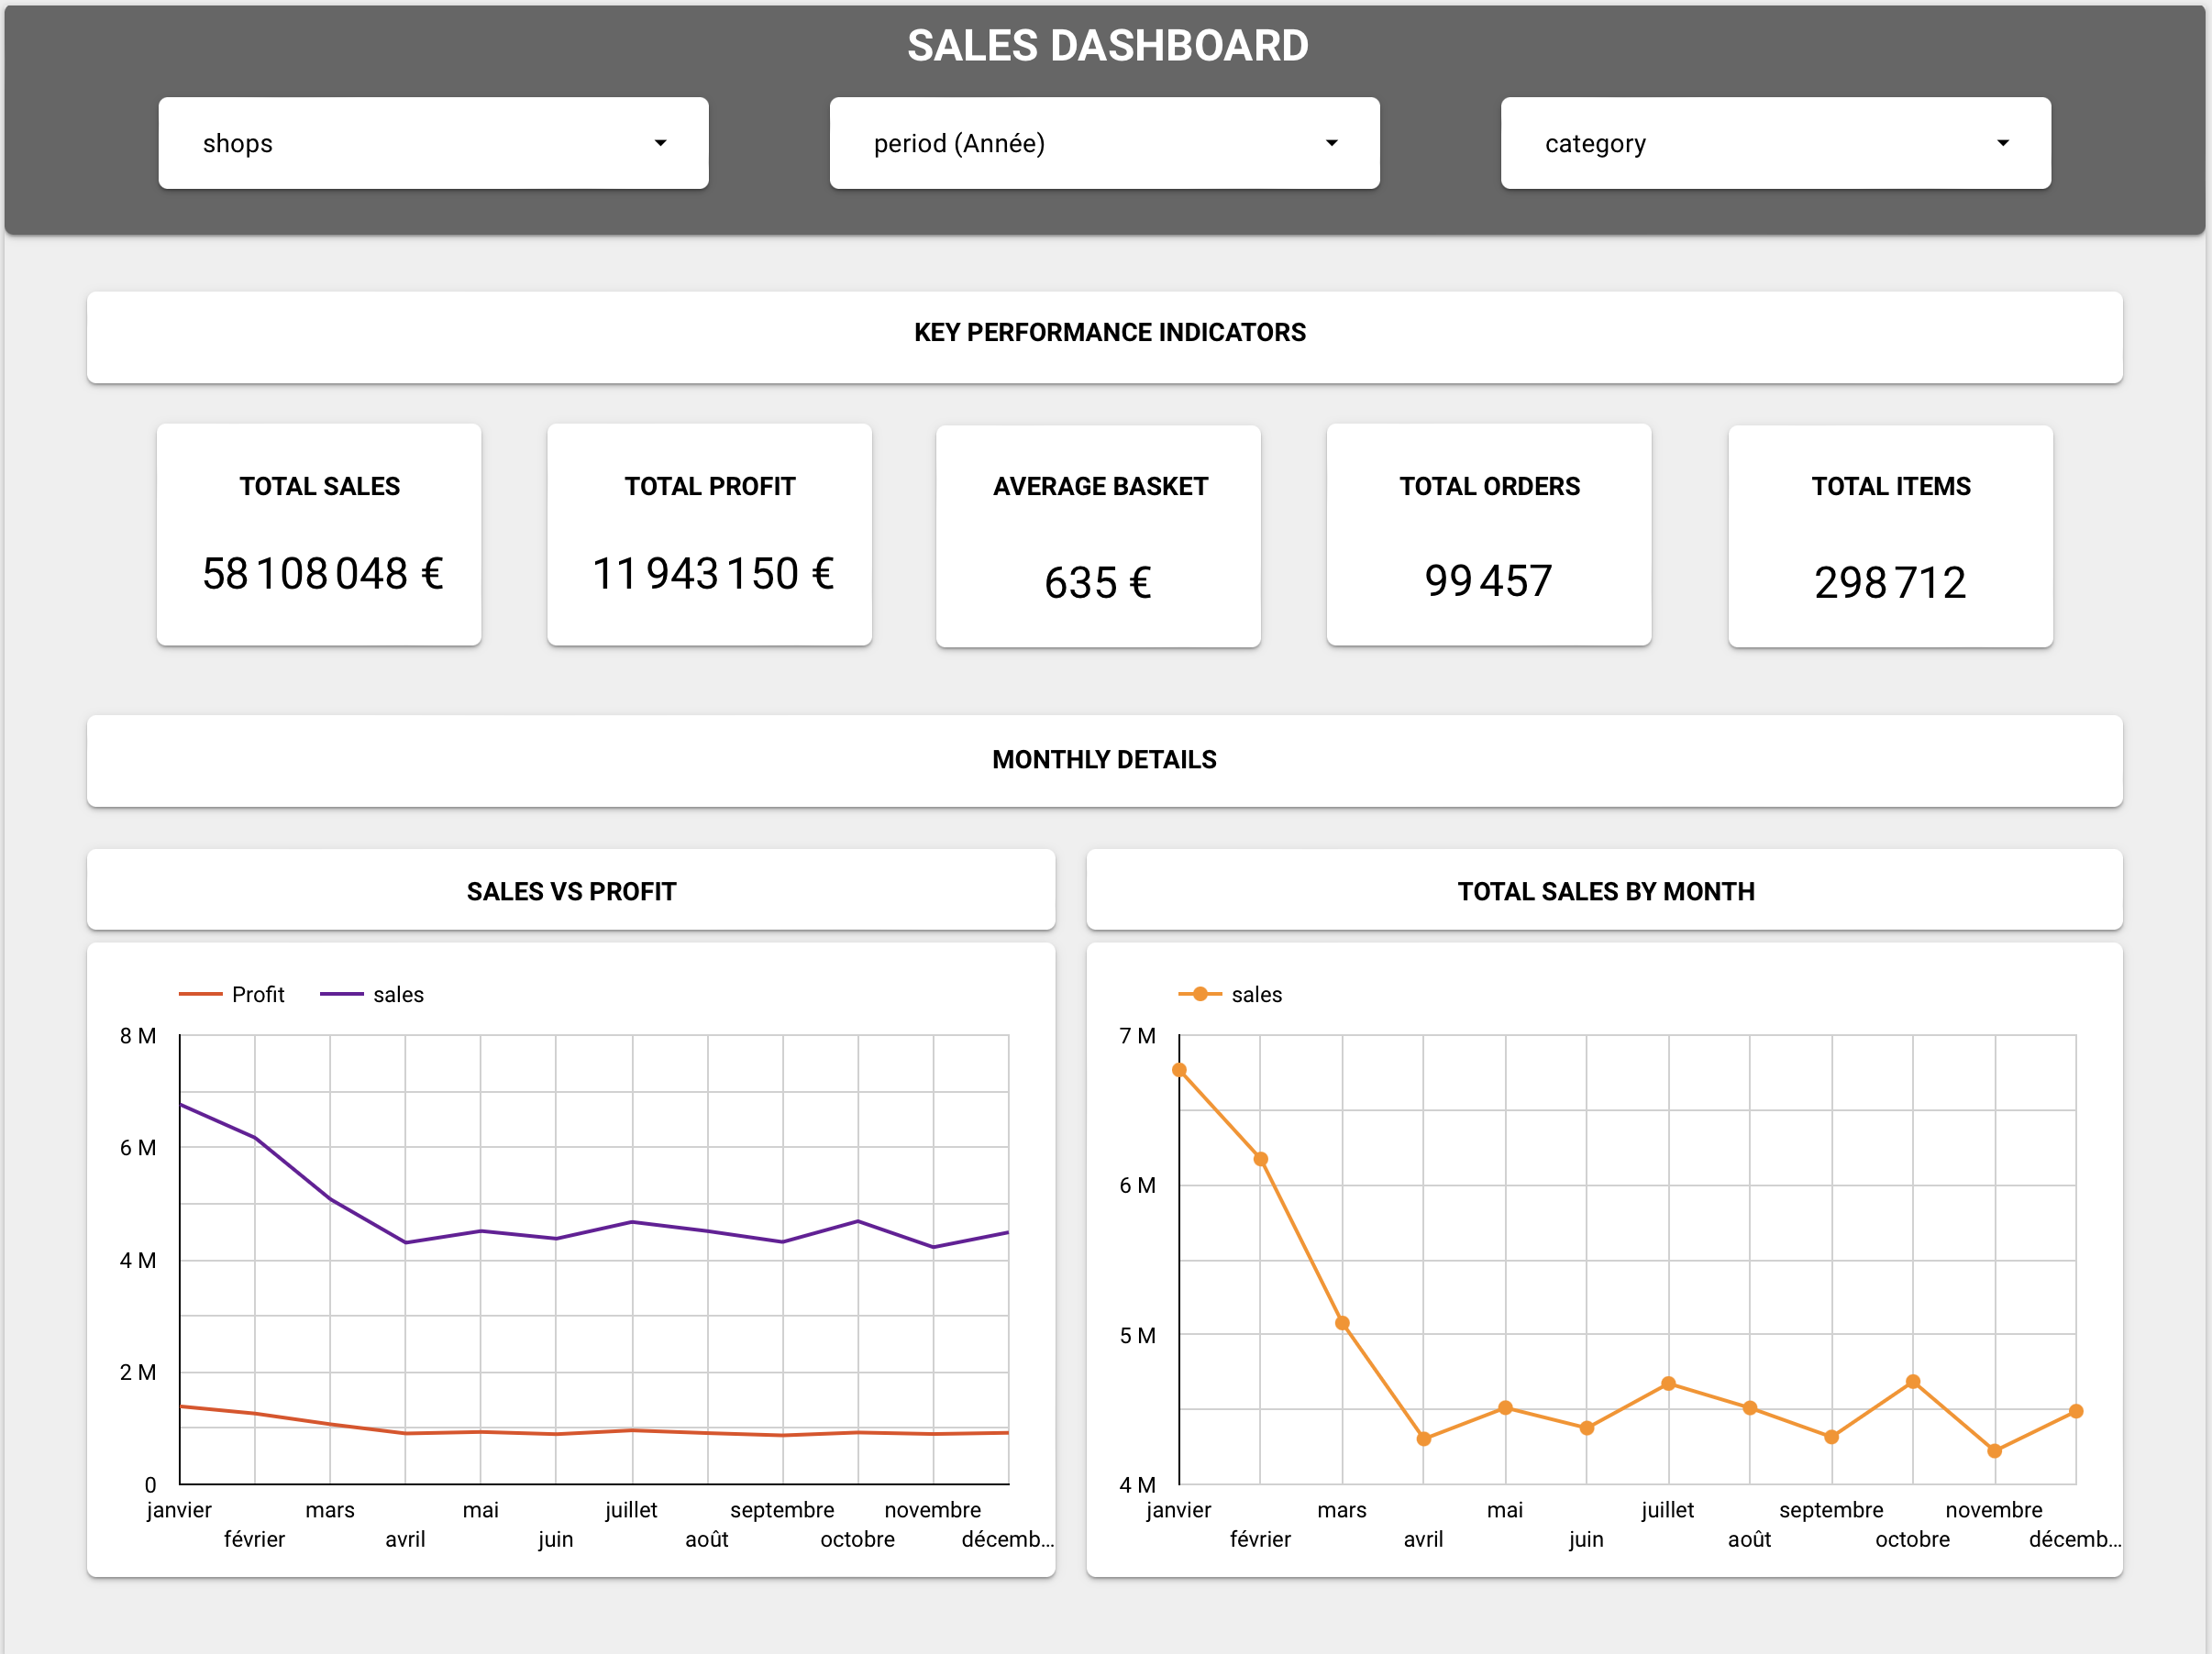 SALES DASHBOARD
shops
period (Année)
category
KEY PERFORMANCE INDICATORS
TOTAL SALES
58 108 048 €
TOTAL PROFIT
11 943 150 €
AVERAGE BASKET
635 €
TOTAL ORDERS
99 457
TOTAL ITEMS
298 712
MONTHLY DETAILS
SALES VS PROFIT
Profit
sales
8 M
6 M
4 M
2 M
0
janvier
février
mars
avril
mai
juin
juillet
août
septembre
octobre
novembre
décemb...
TOTAL SALES BY MONTH
sales
7 M
6 M
5 M
4 M
janvier
février
mars
avril
mai
juin
juillet
août
septembre
octobre
novembre
décemb...